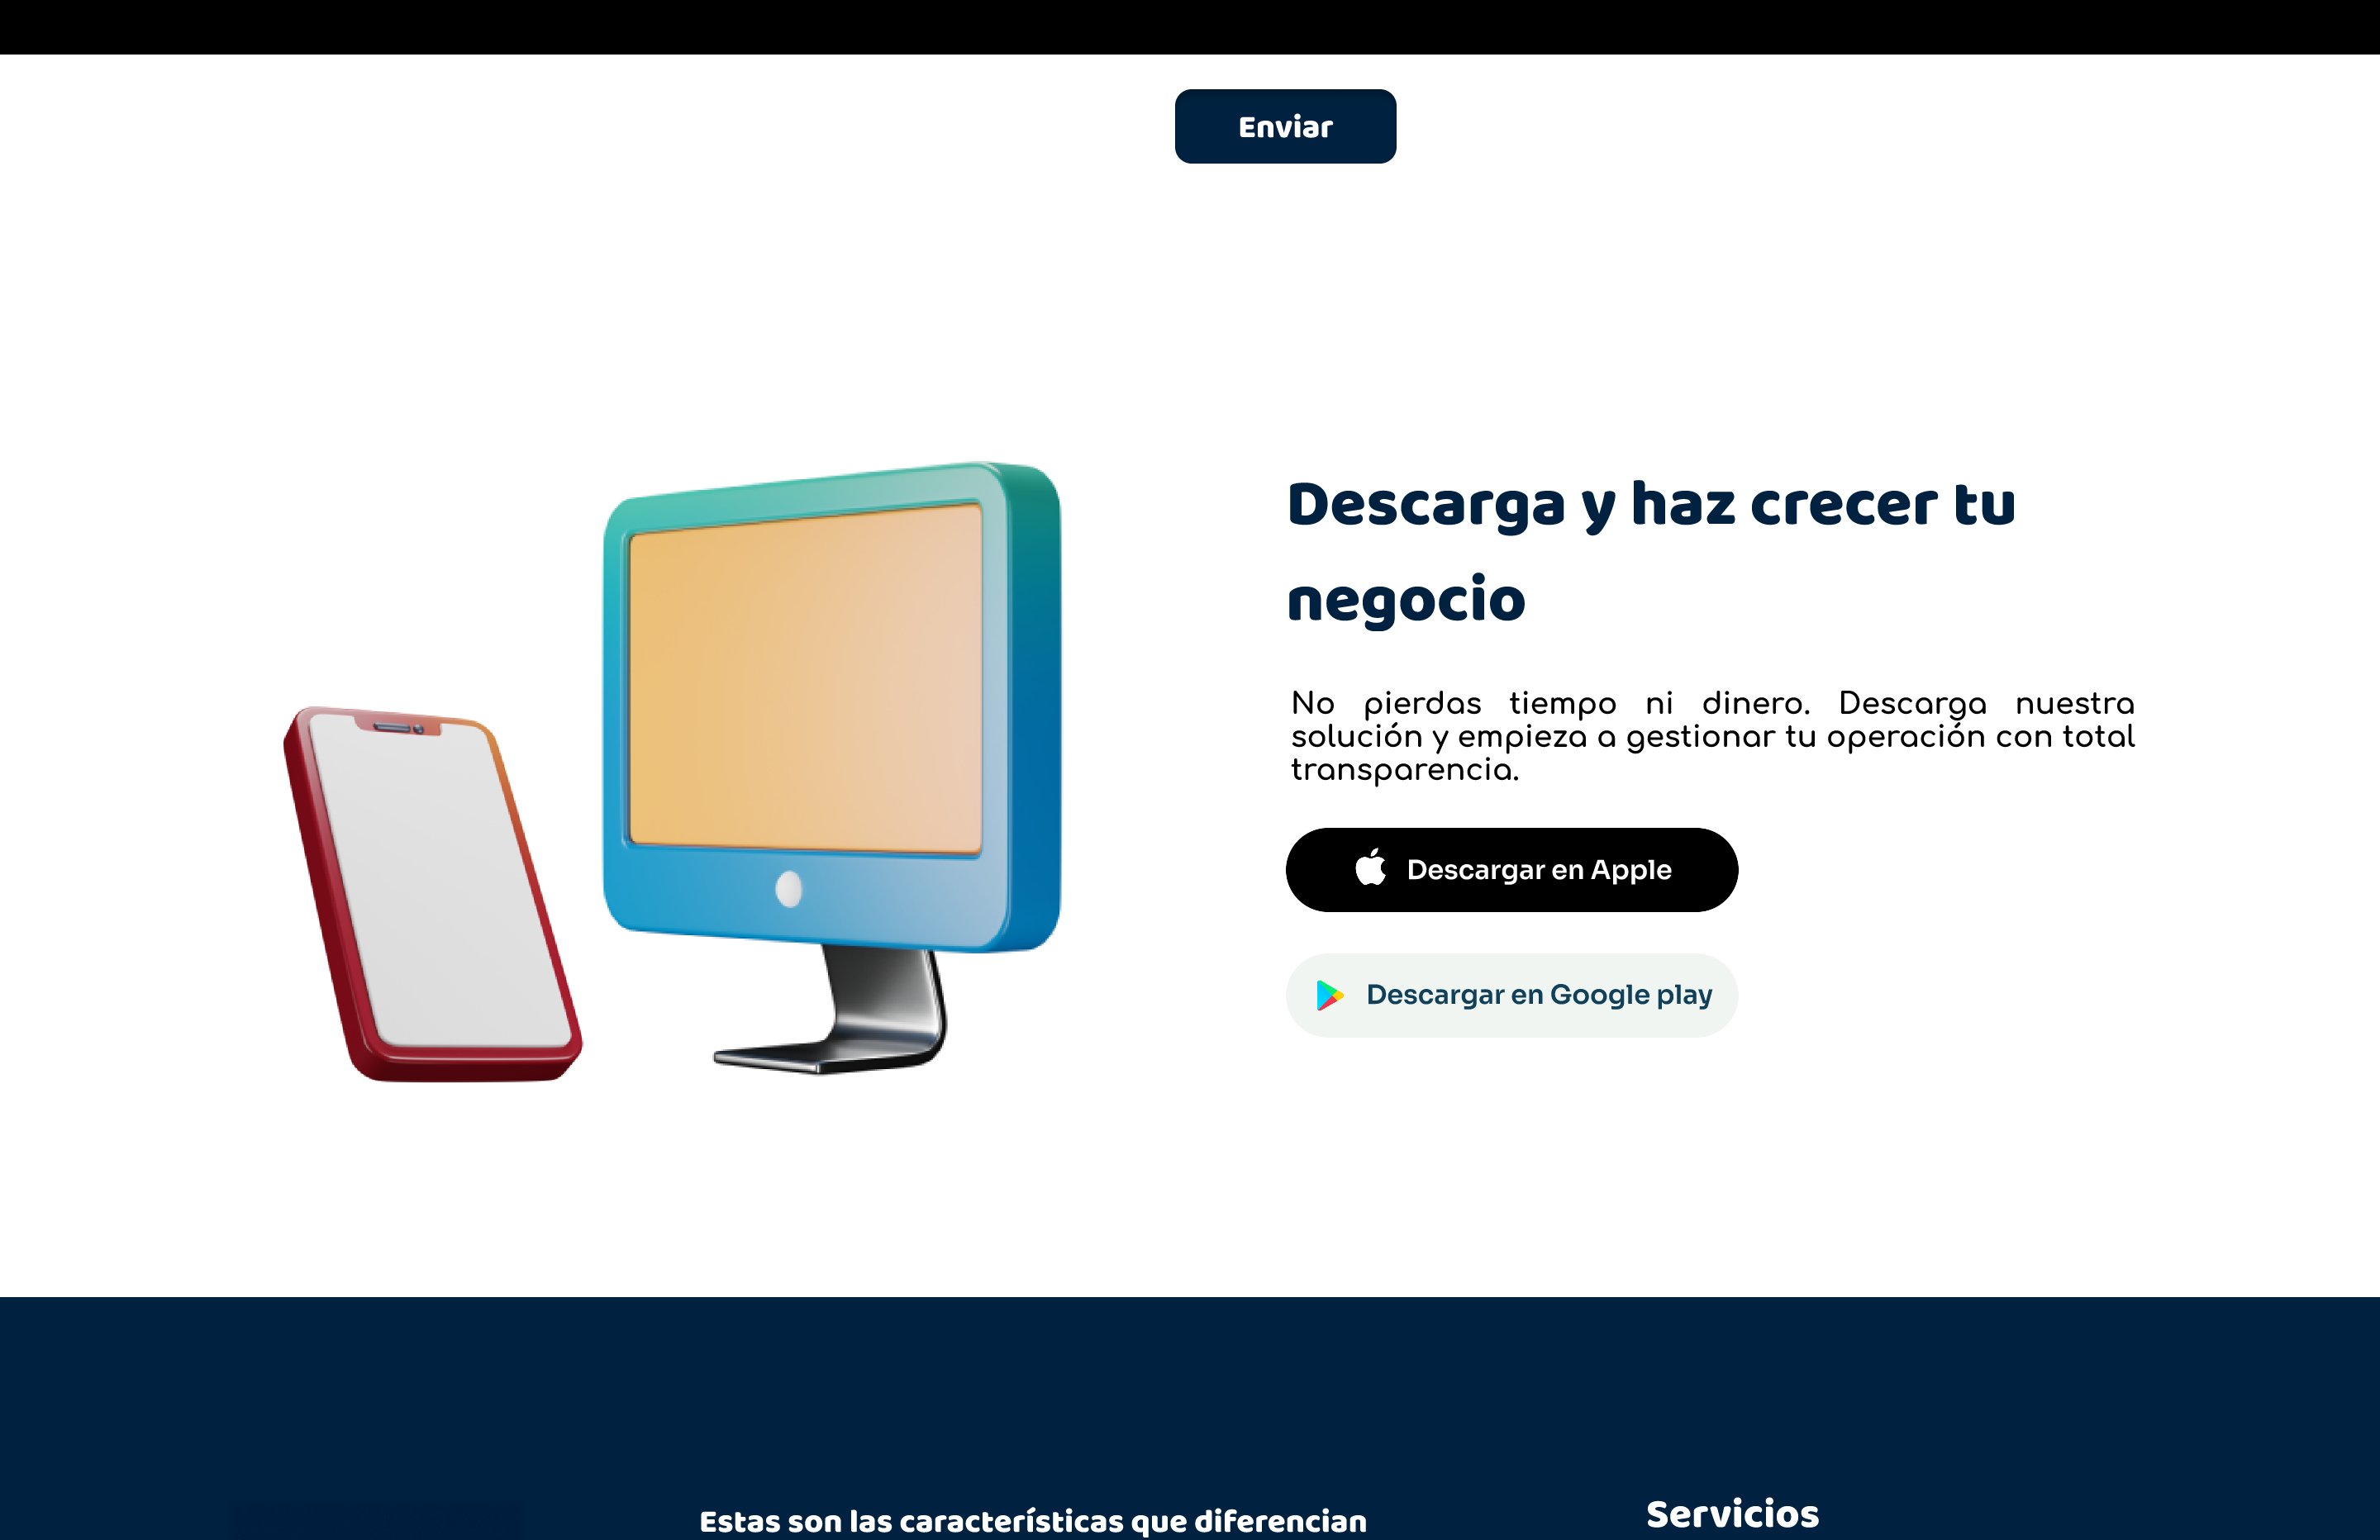 Enviar
Descarga y haz crecer tu
negocio
No pierdas tiempo ni dinero. Descarga nuestra
solución y empieza a gestionar tu operación con total
transparencia.
Descargar en Apple
Descargar en Google play
Estas son las características que diferencian
Servicios